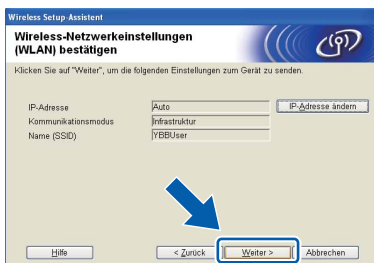 Wireless Setup-Assistent
Wireless-Netzwerkeinstellungen
(WLAN) bestätigen
Klicken Sie auf "Weiter", um die folgenden Einstellungen zum Gerät zu senden.
IP-Adresse Auto IP-Adresse ändern
Kommunikationsmodus Infrastruktur
Name (SSID) YBBUser
Hilfe < Zurück Weiter > Abbrechen